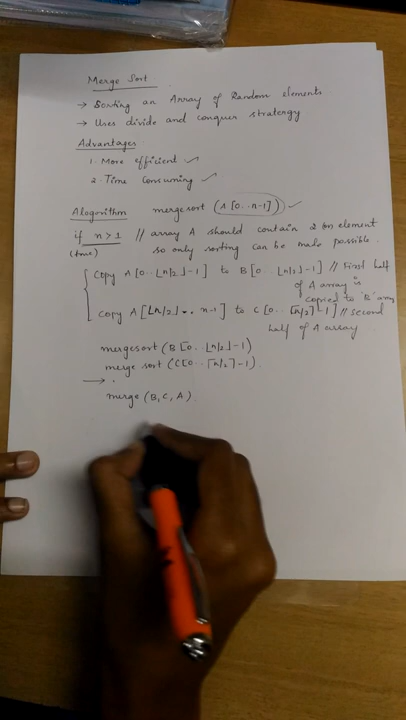 Merge Sort
→ Sorting an Array of Random elements
→ Uses divide and conquer stratergy
Advantages
1. More efficient ✓
2. Time Consuming ✓
Alogorithm mergesort (A[0..n-1]) ✓
if n>1 // array A should contain 2 or element
(true) so only sorting can be made possible.
Copy A[0..⌊n/2⌋-1] to B[0..⌊n/2⌋-1] // First half
of A array is
copied to 'B' array
Copy A[⌊n/2⌋..n-1] to C[0..⌈n/2⌉-1] // second
half of A array
mergesort (B[0..⌊n/2⌋-1)
merge sort (C[0..⌈n/2⌉-1)
→
merge (B, C, A)